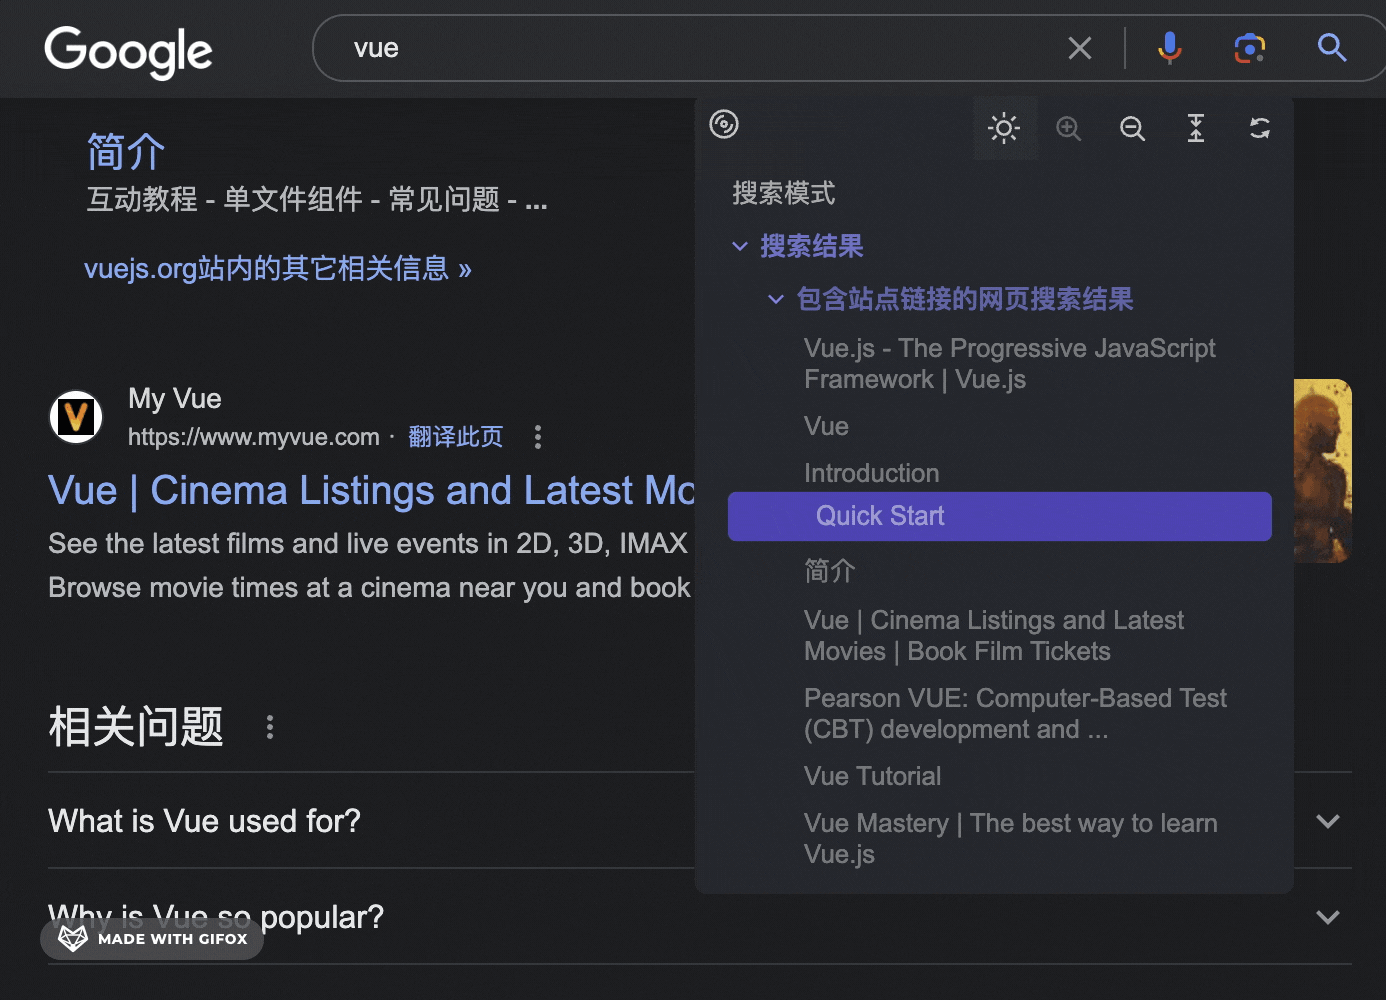 Google
vue
简介
互动教程 - 单文件组件 - 常见问题 - ...
vuejs.org站内的其它相关信息 »
My Vue
https://www.myvue.com · 翻译此页
Vue | Cinema Listings and Latest Mo
See the latest films and live events in 2D, 3D, IMAX
Browse movie times at a cinema near you and book
相关问题
What is Vue used for?
Why is Vue so popular?
MADE WITH GIFOX
搜索模式
搜索结果
包含站点链接的网页搜索结果
Vue.js - The Progressive JavaScript
Framework | Vue.js
Vue
Introduction
Quick Start
简介
Vue | Cinema Listings and Latest
Movies | Book Film Tickets
Pearson VUE: Computer-Based Test
(CBT) development and ...
Vue Tutorial
Vue Mastery | The best way to learn
Vue.js